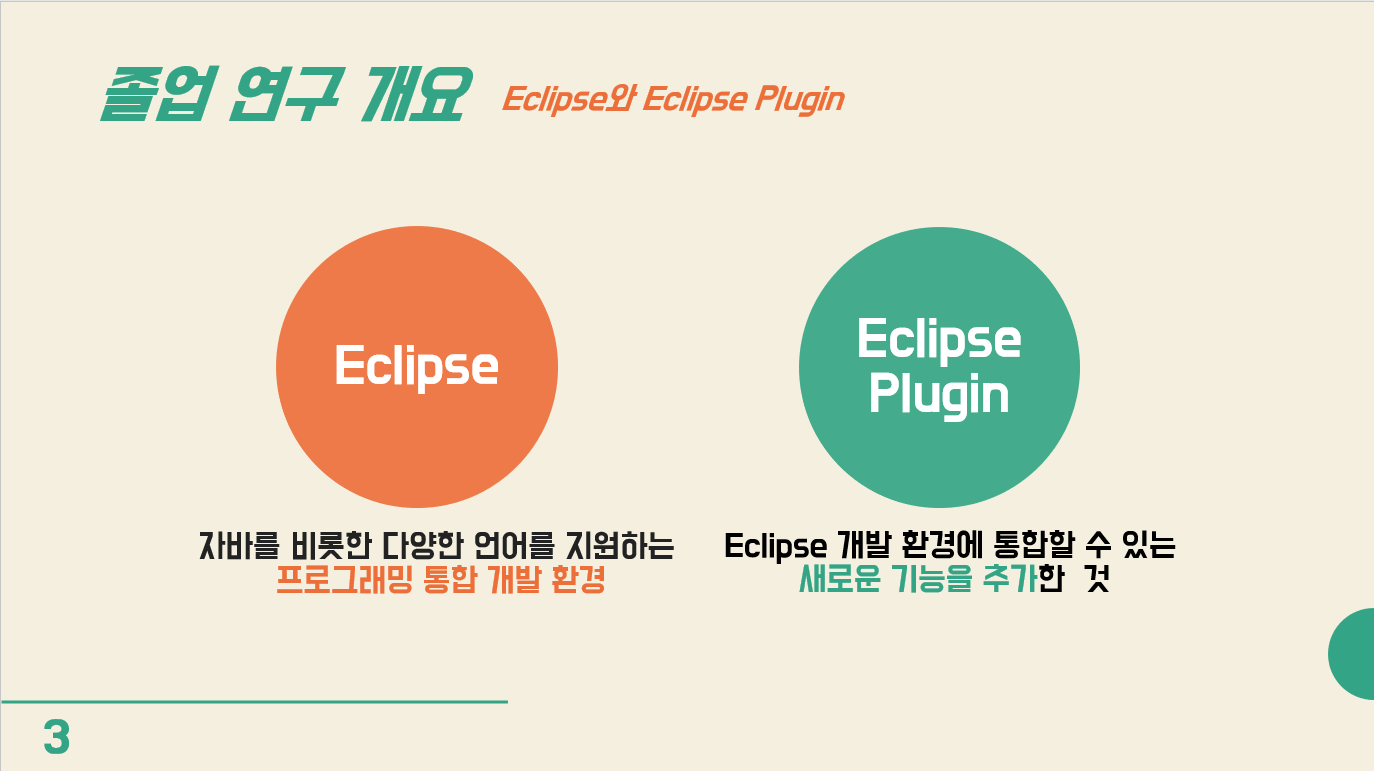 졸업 연구 개요 Eclipse와 Eclipse Plugin
Eclipse
Eclipse
Plugin
자바를 비롯한 다양한 언어를 지원하는
프로그래밍 통합 개발 환경
Eclipse 개발 환경에 통합할 수 있는
새로운 기능을 추가한 것
3